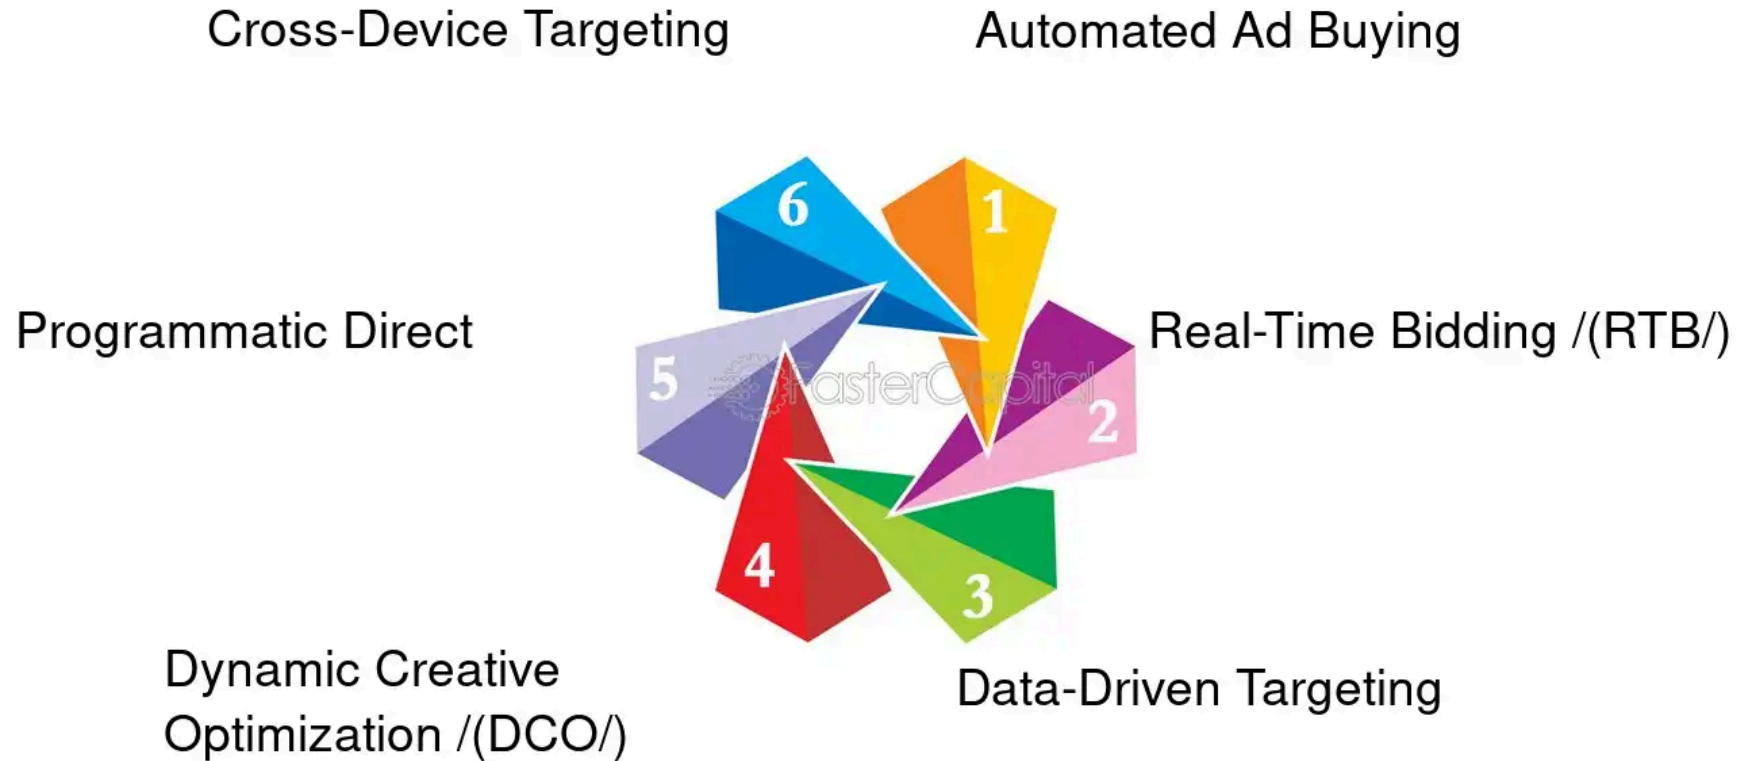 Cross-Device Targeting
Automated Ad Buying
6
1
Programmatic Direct
Real-Time Bidding /(RTB/)
5
FasterCapital
2
4
3
Dynamic Creative
Optimization /(DCO/)
Data-Driven Targeting